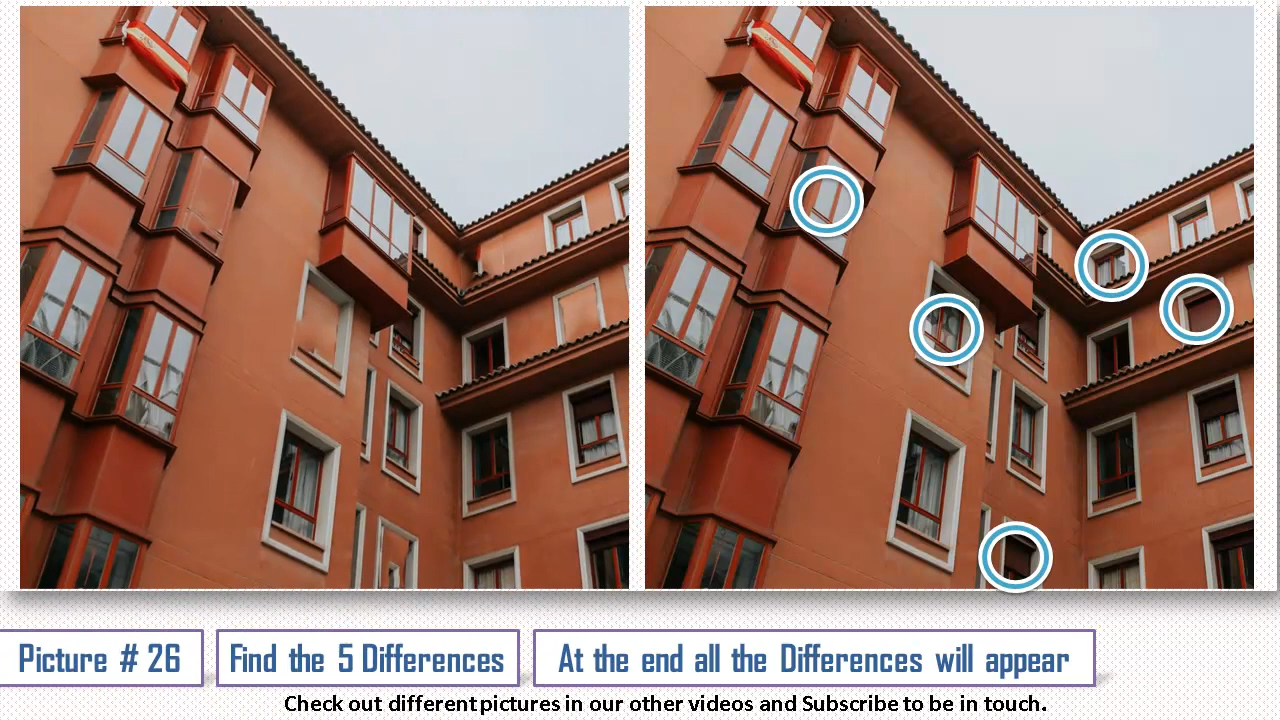 Picture # 26
Find the 5 Differences
At the end all the Differences will appear
Check out different pictures in our other videos and Subscribe to be in touch.